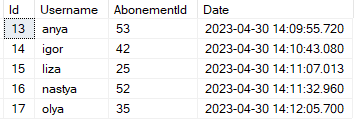 Id Username AbonementId Date
13 anya 53 2023-04-30 14:09:55.720
14 igor 42 2023-04-30 14:10:43.080
15 liza 25 2023-04-30 14:11:07.013
16 nastya 52 2023-04-30 14:11:32.960
17 olya 35 2023-04-30 14:12:05.700